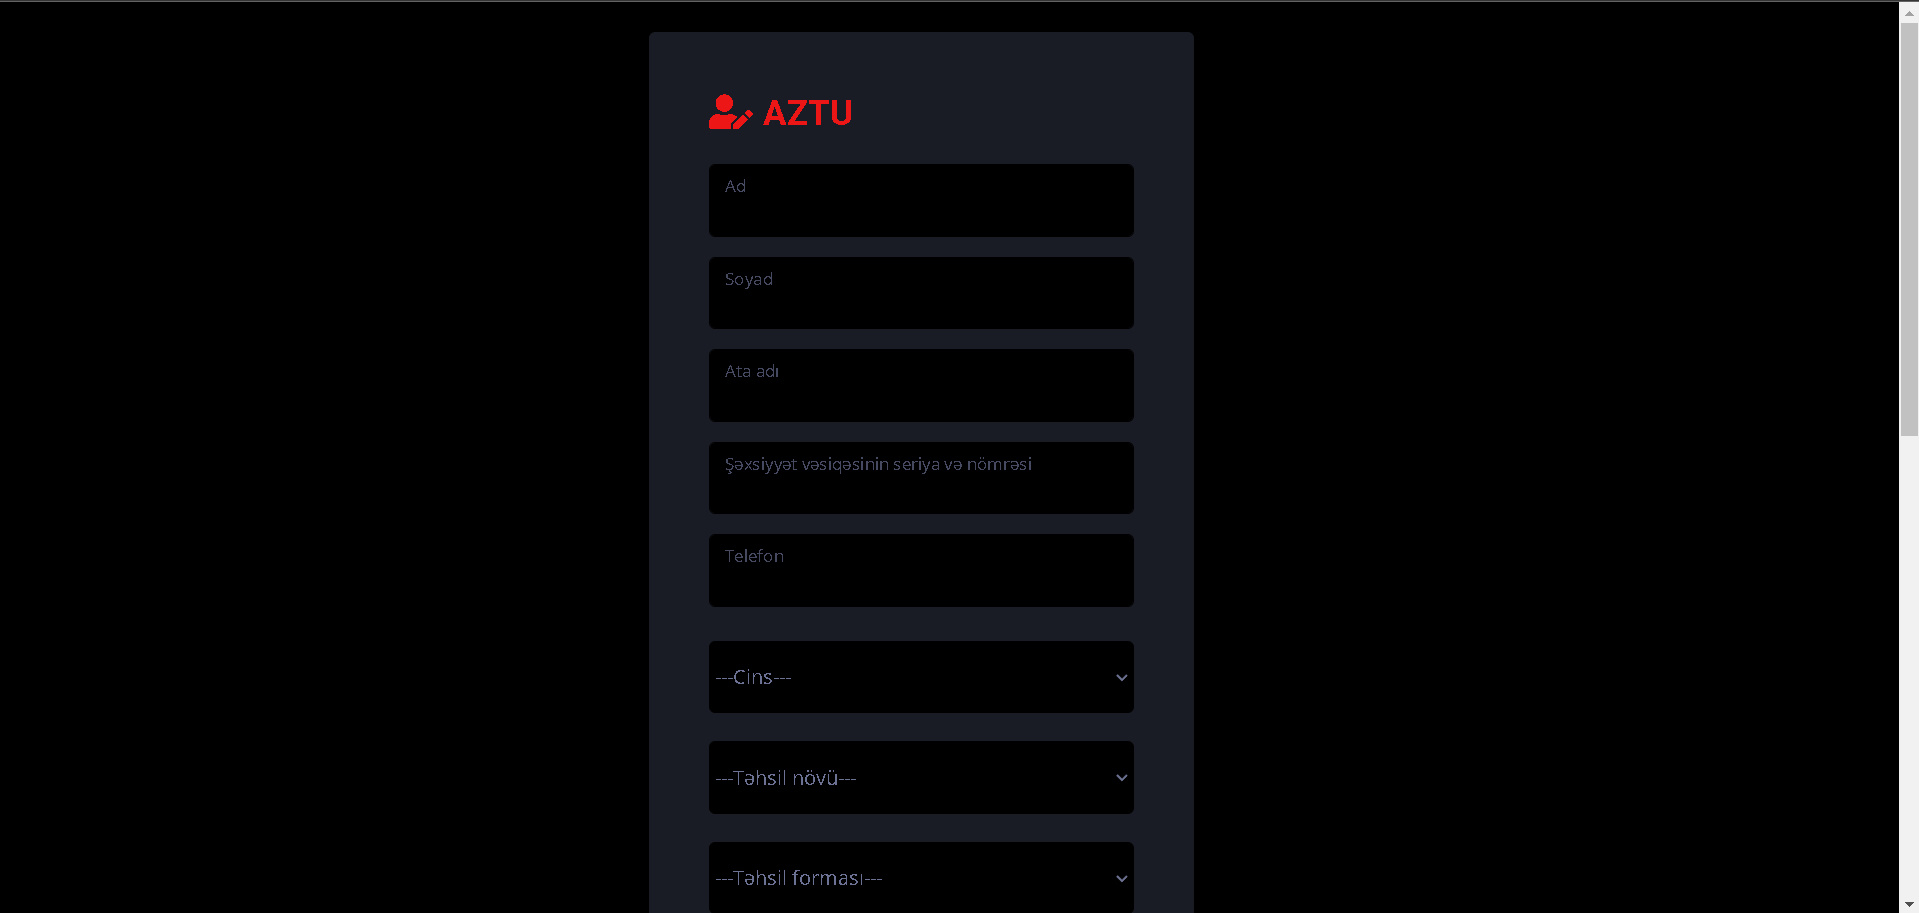 AZTU
Ad
Soyad
Ata adı
Şəxsiyyət vəsiqəsinin seriya və nömrəsi
Telefon
---Cins---
---Təhsil növü---
---Təhsil forması---